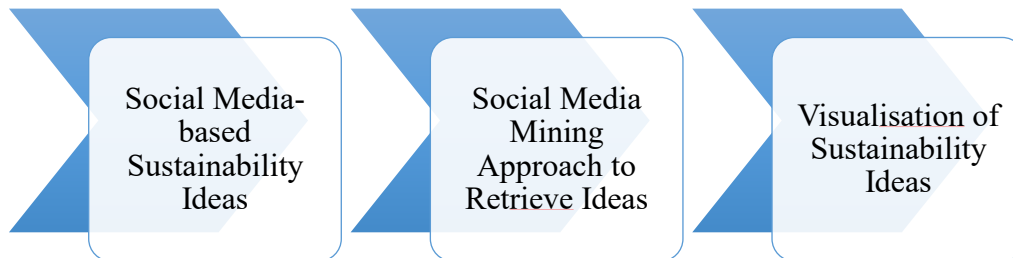 Social Media-
based
Sustainability
Ideas
Social Media
Mining
Approach to
Retrieve Ideas
Visualisation of
Sustainability
Ideas